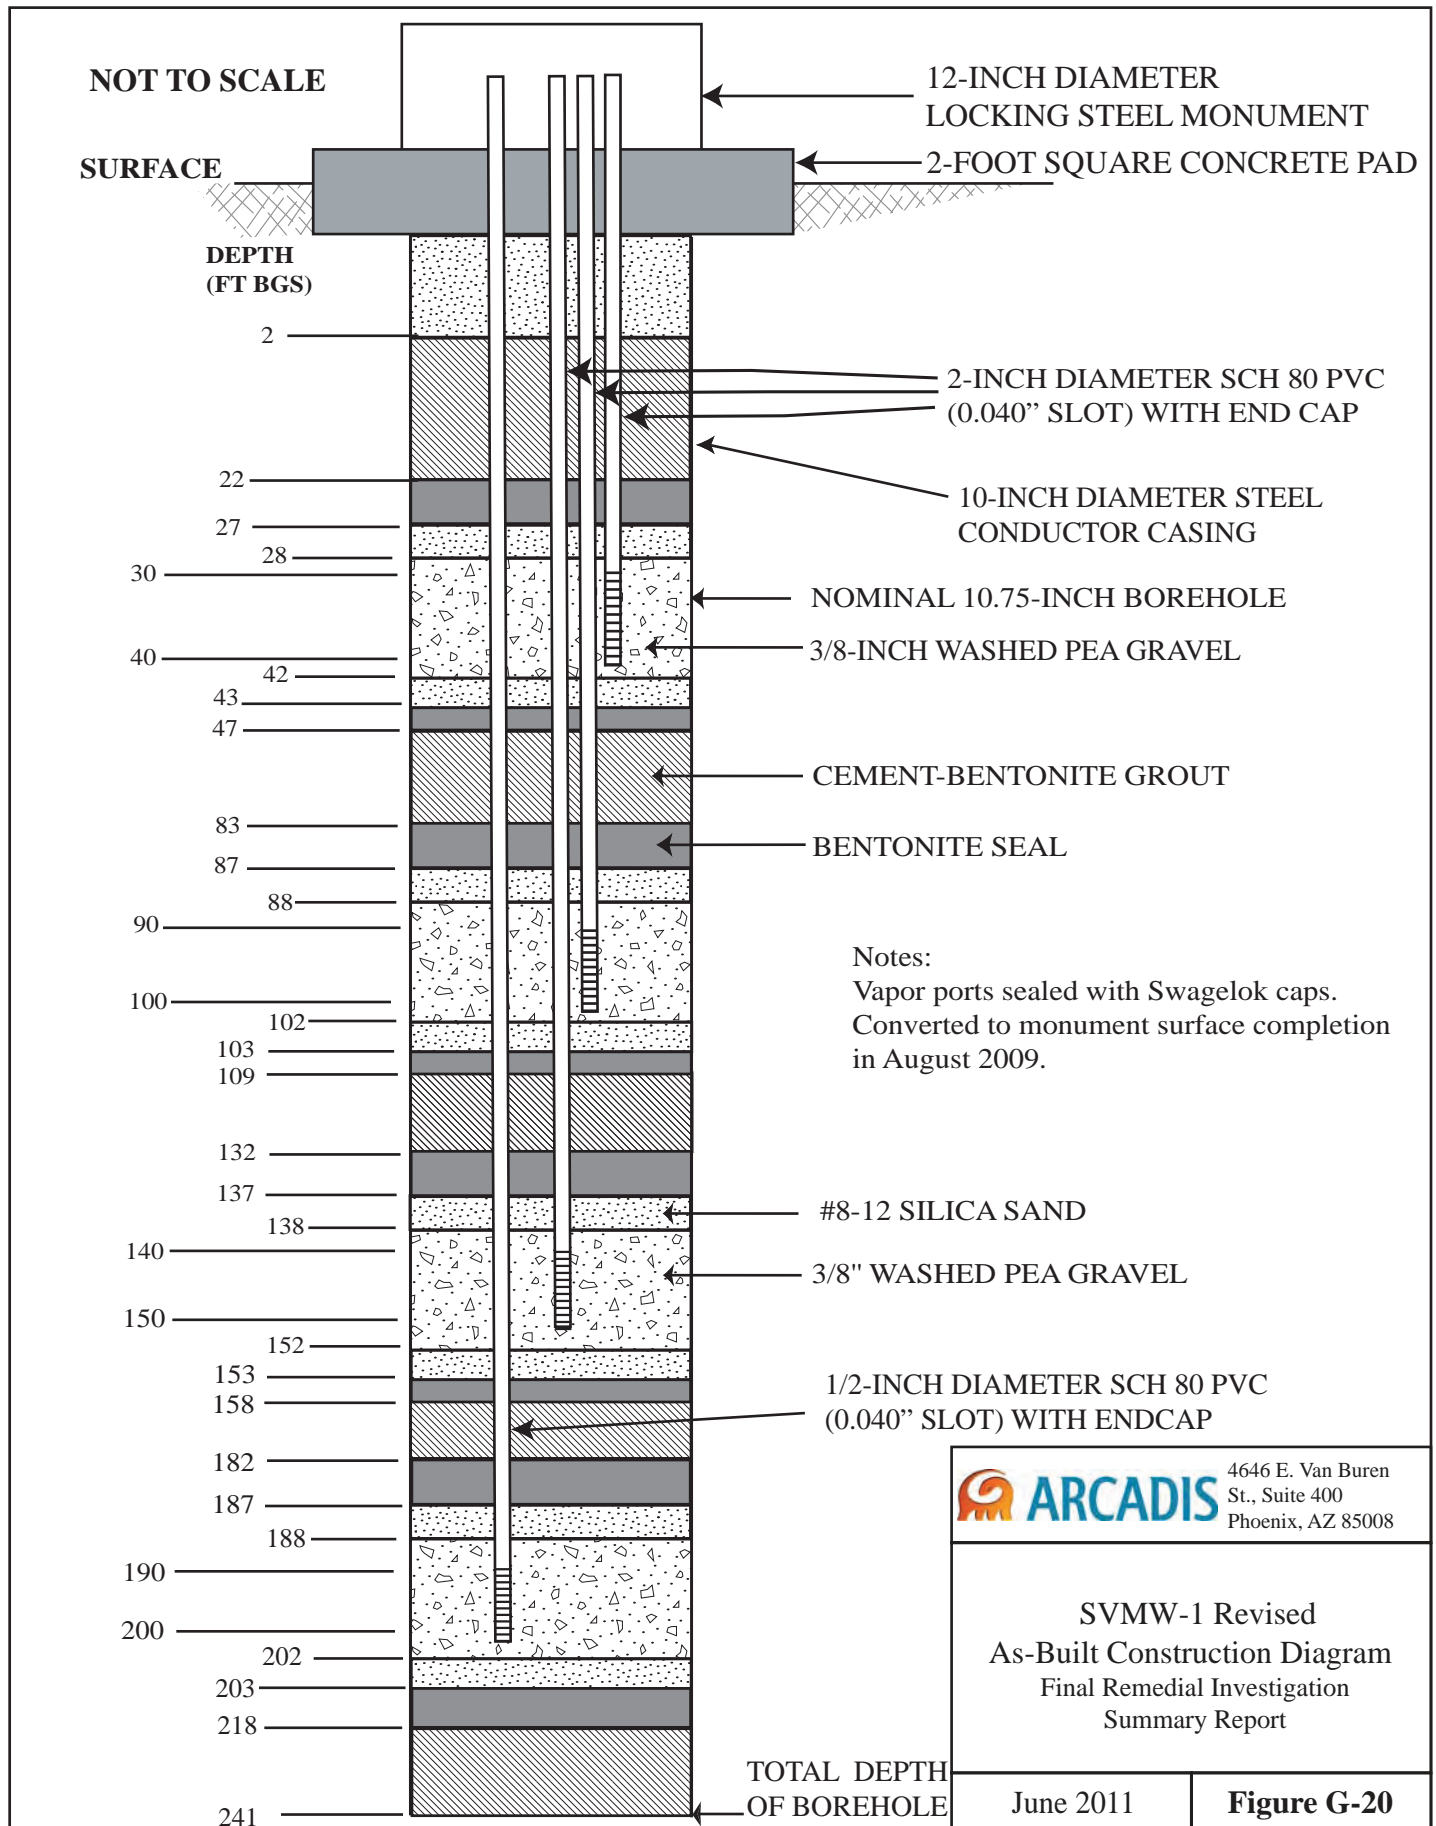 NOT TO SCALE
12-INCH DIAMETER
LOCKING STEEL MONUMENT
SURFACE
2-FOOT SQUARE CONCRETE PAD
DEPTH
(FT BGS)
2
2-INCH DIAMETER SCH 80 PVC
(0.040” SLOT) WITH END CAP
22
10-INCH DIAMETER STEEL
CONDUCTOR CASING
27
28
30
NOMINAL 10.75-INCH BOREHOLE
3/8-INCH WASHED PEA GRAVEL
40
42
43
47
CEMENT-BENTONITE GROUT
83
BENTONITE SEAL
87
88
90
Notes:
Vapor ports sealed with Swagelok caps.
Converted to monument surface completion
in August 2009.
100
102
103
109
132
137
#8-12 SILICA SAND
138
140
3/8" WASHED PEA GRAVEL
150
152
153
1/2-INCH DIAMETER SCH 80 PVC
(0.040” SLOT) WITH ENDCAP
158
182
187
188
190
200
202
203
218
TOTAL DEPTH
OF BOREHOLE
241
ARCADIS
4646 E. Van Buren
St., Suite 400
Phoenix, AZ 85008
SVMW-1 Revised
As-Built Construction Diagram
Final Remedial Investigation
Summary Report
June 2011
Figure G-20